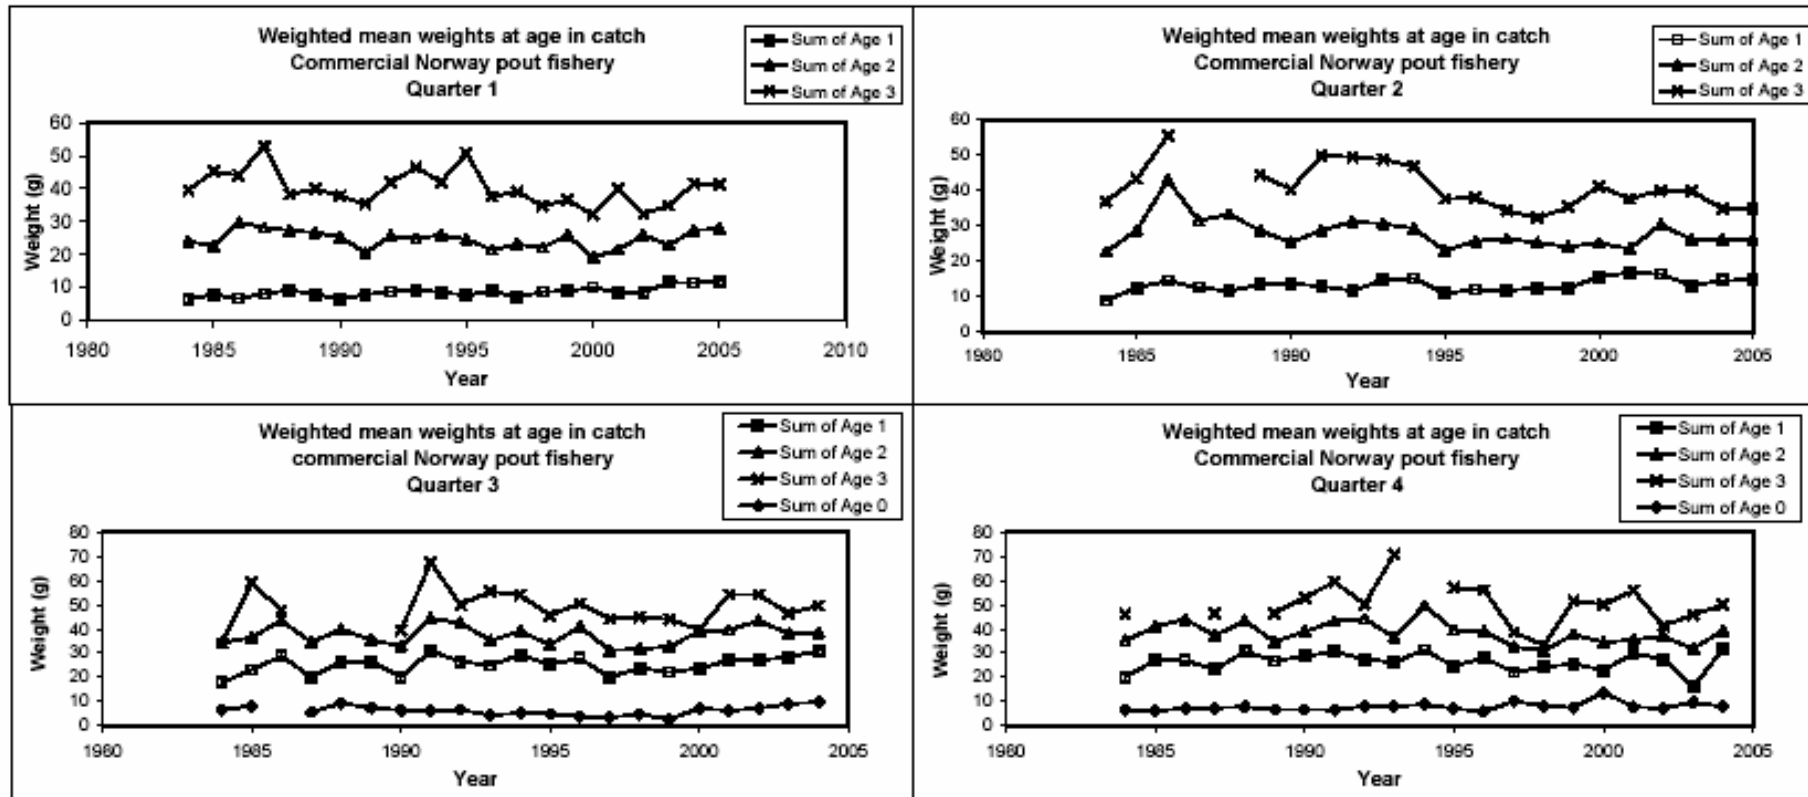 Weighted mean weights at age in catch
Commercial Norway pout fishery
Quarter 1
Sum of Age 1
Sum of Age 2
Sum of Age 3
Weight (g)
60
50
40
30
20
10
0
1980 1985 1990 1995 2000 2005 2010
Year
Weighted mean weights at age in catch
Commercial Norway pout fishery
Quarter 2
Sum of Age 1
Sum of Age 2
Sum of Age 3
Weight (g)
60
50
40
30
20
10
0
1980 1985 1990 1995 2000 2005
Year
Weighted mean weights at age in catch
commercial Norway pout fishery
Quarter 3
Sum of Age 1
Sum of Age 2
Sum of Age 3
Sum of Age 0
Weight (g)
80
70
60
50
40
30
20
10
0
1980 1985 1990 1995 2000 2005
Year
Weighted mean weights at age in catch
Commercial Norway pout fishery
Quarter 4
Sum of Age 1
Sum of Age 2
Sum of Age 3
Sum of Age 0
Weight (g)
80
70
60
50
40
30
20
10
0
1980 1985 1990 1995 2000 2005
Year